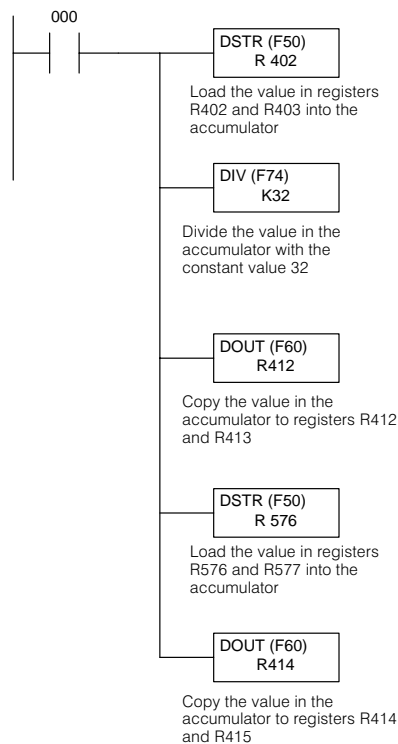 000
DSTR (F50)
R 402
Load the value in registers
R402 and R403 into the
accumulator
DIV (F74)
K32
Divide the value in the
accumulator with the
constant value 32
DOUT (F60)
R412
Copy the value in the
accumulator to registers R412
and R413
DSTR (F50)
R 576
Load the value in registers
R576 and R577 into the
accumulator
DOUT (F60)
R414
Copy the value in the
accumulator to registers R414
and R415